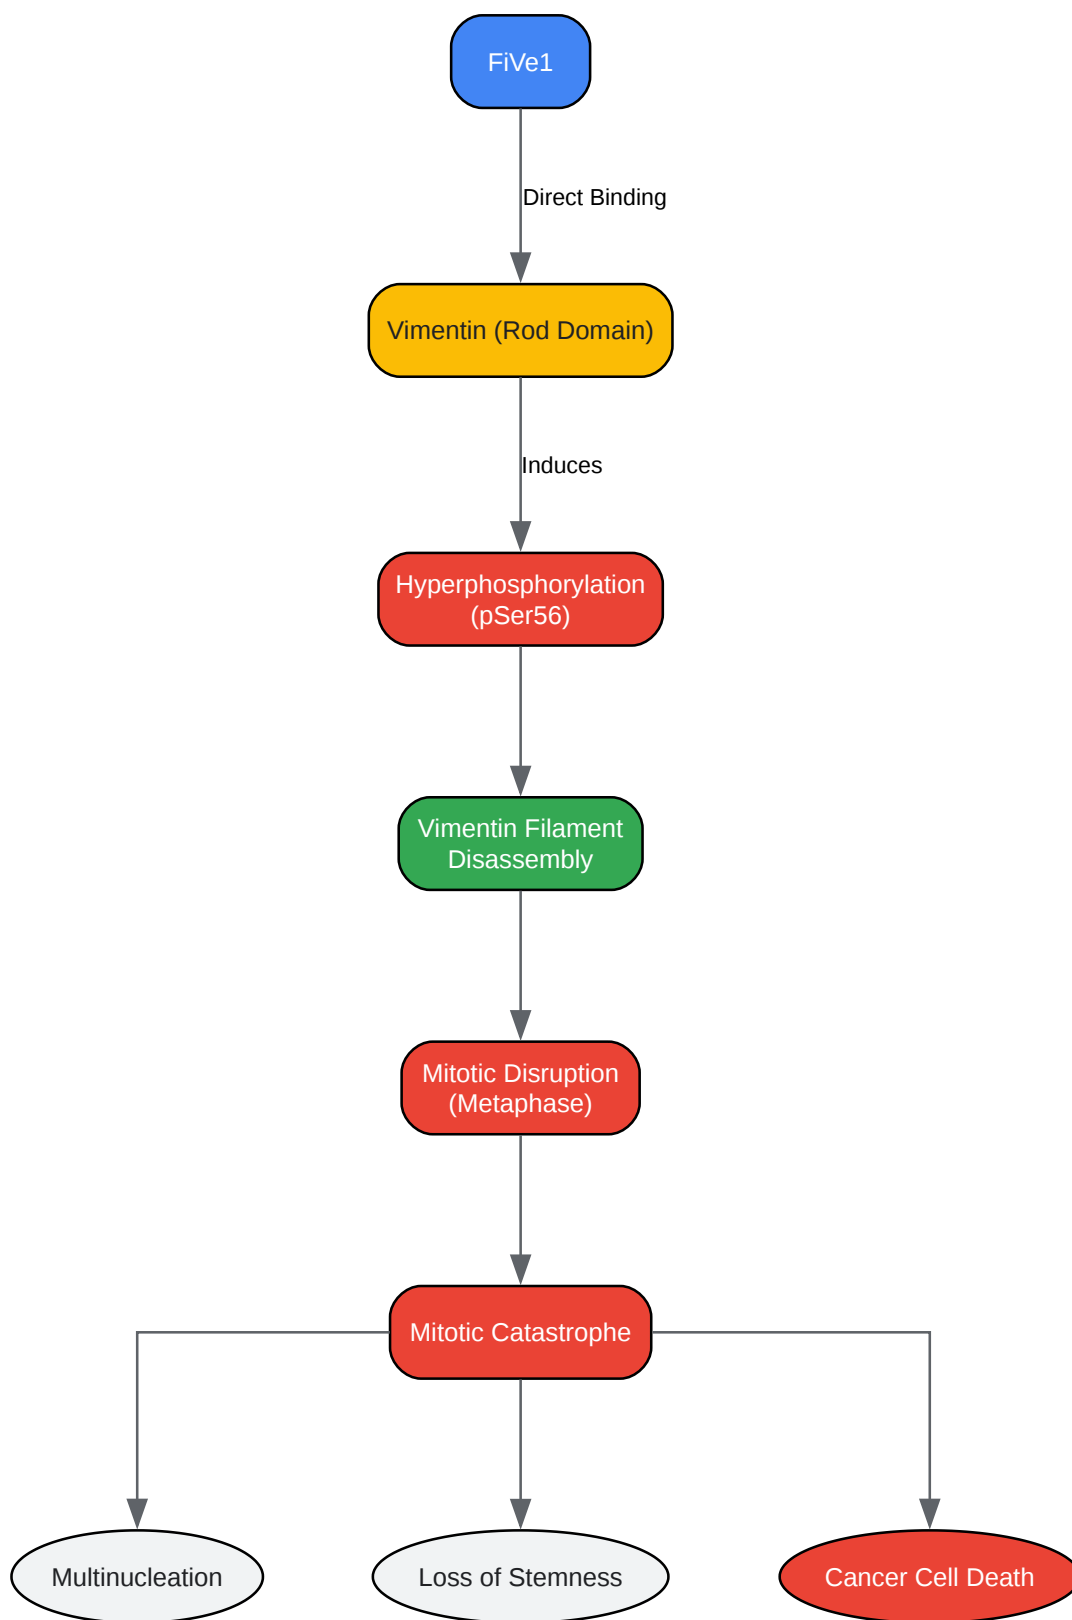 FiVe1
Direct Binding
Vimentin (Rod Domain)
Induces
Hyperphosphorylation
(pSer56)
Vimentin Filament
Disassembly
Mitotic Disruption
(Metaphase)
Mitotic Catastrophe
Multinucleation
Loss of Stemness
Cancer Cell Death